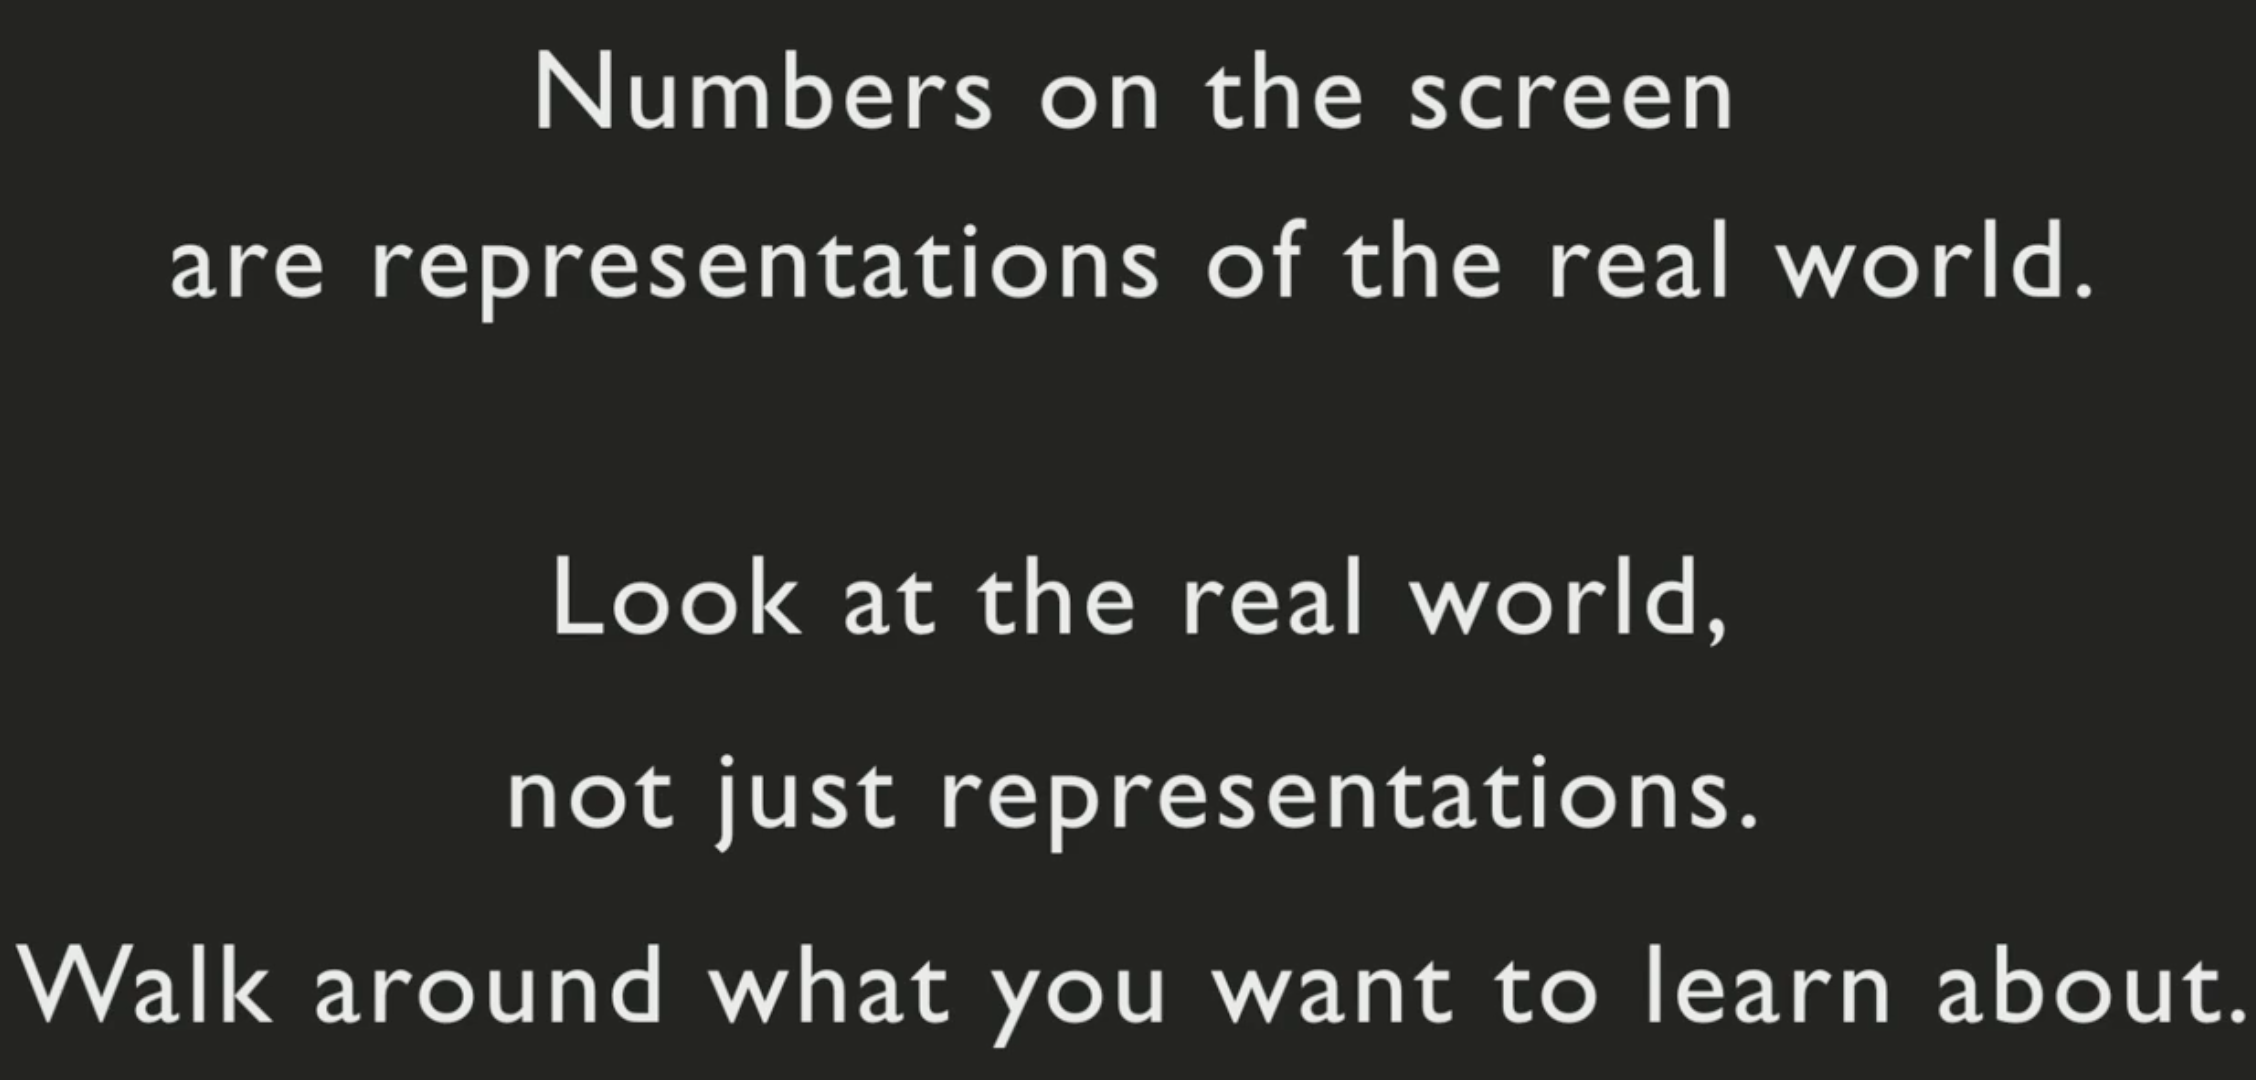 Numbers on the screen
are representations of the real world.
Look at the real world,
not just representations.
Walk around what you want to learn about.